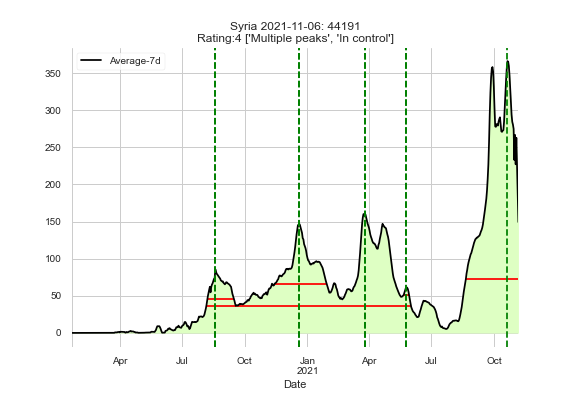 Syria 2021-11-06: 44191
Rating:4 ['Multiple peaks', 'In control']
Average-7d
350
300
250
200
150
100
50
0
Apr Jul Oct Jan Apr Jul Oct
2021
Date